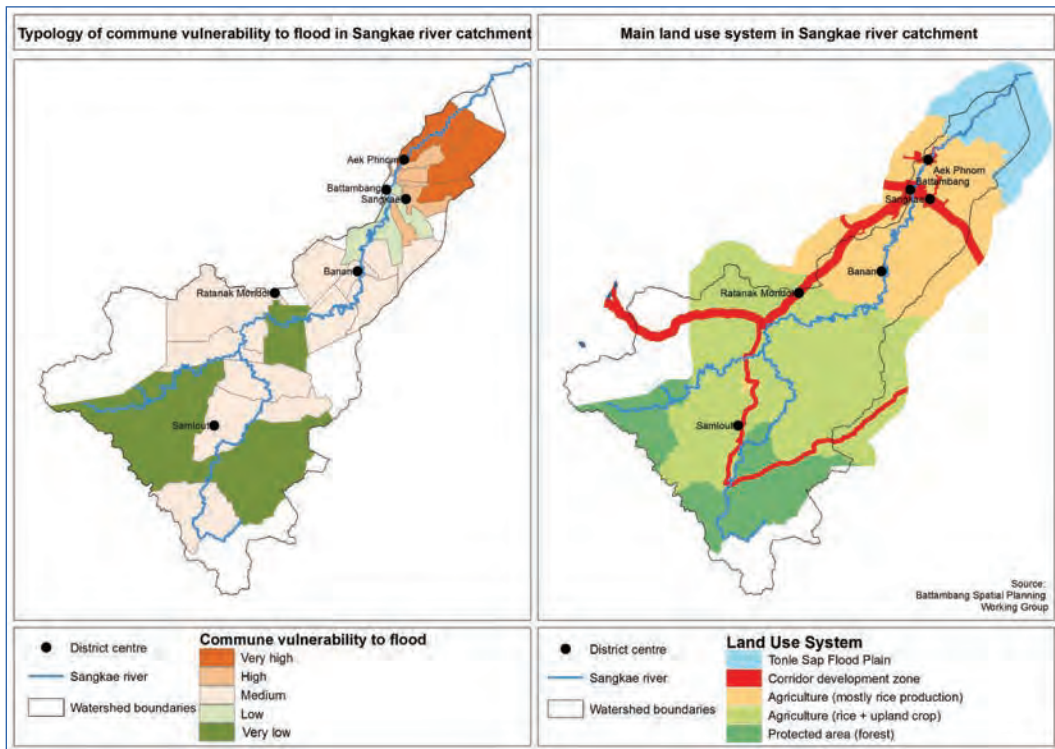 Typology of commune vulnerability to flood in Sangkae river catchment
Aek Phnom
Battambang
Sangkae
Banan
Ratanak Mondol
Samlout
District centre
Sangkae river
Watershed boundaries
Commune vulnerability to flood
Very high
High
Medium
Low
Very low
Main land use system in Sangkae river catchment
Aek Phnom
Battambang
Sangkae
Banan
Ratanak Mondol
Samlout
Source:
Battambang Spatial Planning
Working Group
District centre
Sangkae river
Watershed boundaries
Land Use System
Tonle Sap Flood Plain
Corridor development zone
Agriculture (mostly rice production)
Agriculture (rice + upland crop)
Protected area (forest)